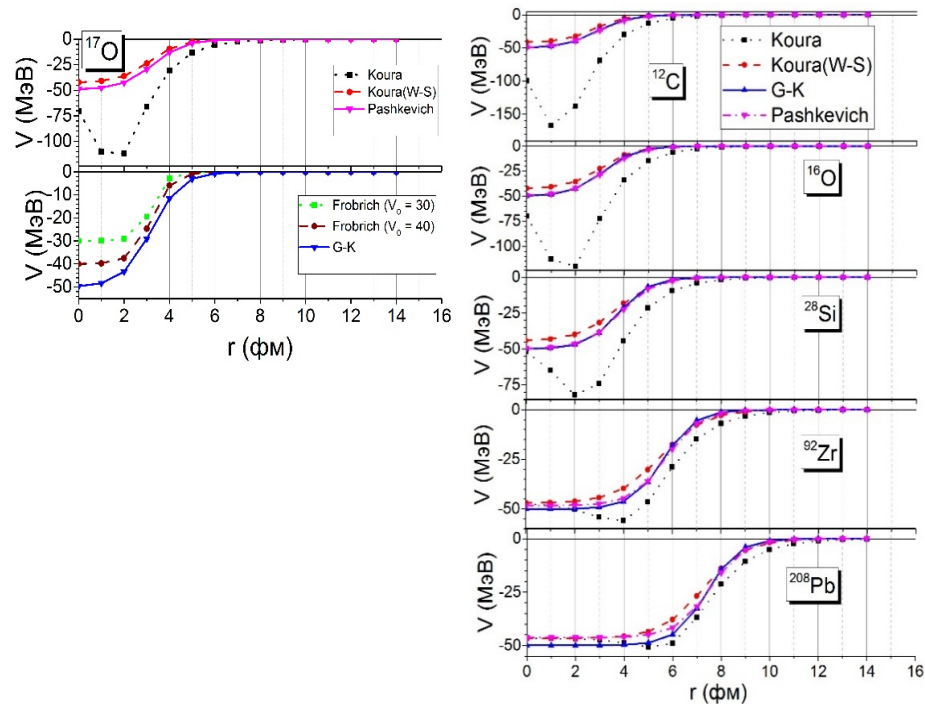 ¹⁷O
V (МэВ)
0
-25
-50
-75
-100
Koura
Koura(W-S)
Pashkevich
V (МэВ)
0
-10
-20
-30
-40
-50
Frobrich (V₀ = 30)
Frobrich (V₀ = 40)
G-K
0 2 4 6 8 10 12 14 16
r (фм)
V (МэВ)
0
-50
-100
-150
¹²C
Koura
Koura(W-S)
G-K
Pashkevich
V (МэВ)
0
-25
-50
-75
-100
¹⁶O
V (МэВ)
0
-25
-50
-75
²⁸Si
V (МэВ)
0
-25
-50
⁹²Zr
V (МэВ)
0
-25
-50
²⁰⁸Pb
0 2 4 6 8 10 12 14 16
r (фм)